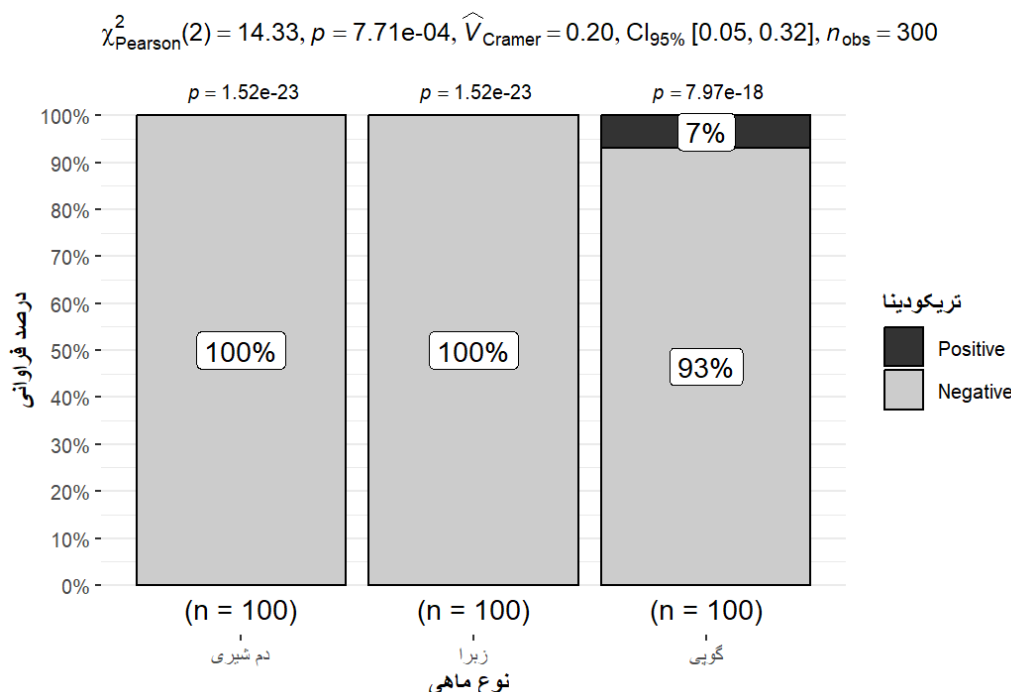 χ²Pearson(2) = 14.33, p = 7.71e-04, V̂Cramer = 0.20, CI95% [0.05, 0.32], nobs = 300
p = 1.52e-23 p = 1.52e-23 p = 7.97e-18
100%
90%
80%
70%
60%
50%
40%
30%
20%
10%
0%
درصد فراوانی
7%
100% 100% 93%
(n = 100) (n = 100) (n = 100)
دم شیری زبرا گوپی
نوع ماهی
تریکودینا
Positive
Negative